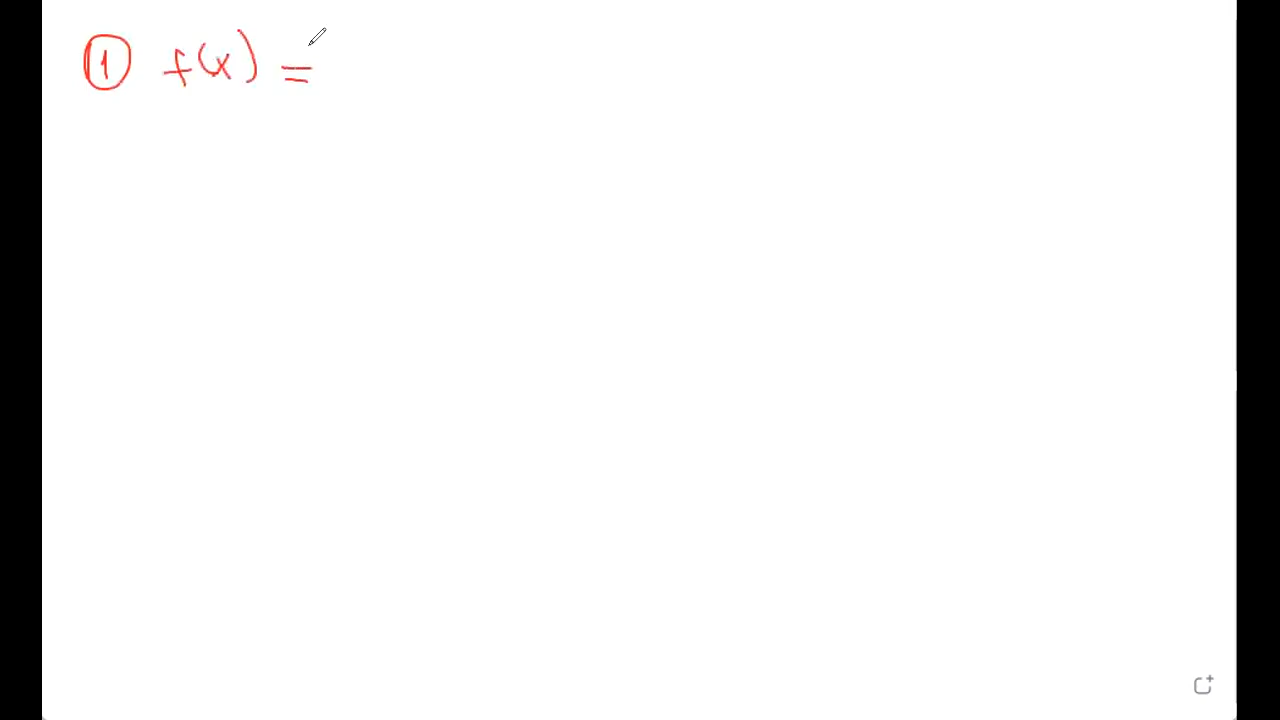 ① f(x) =